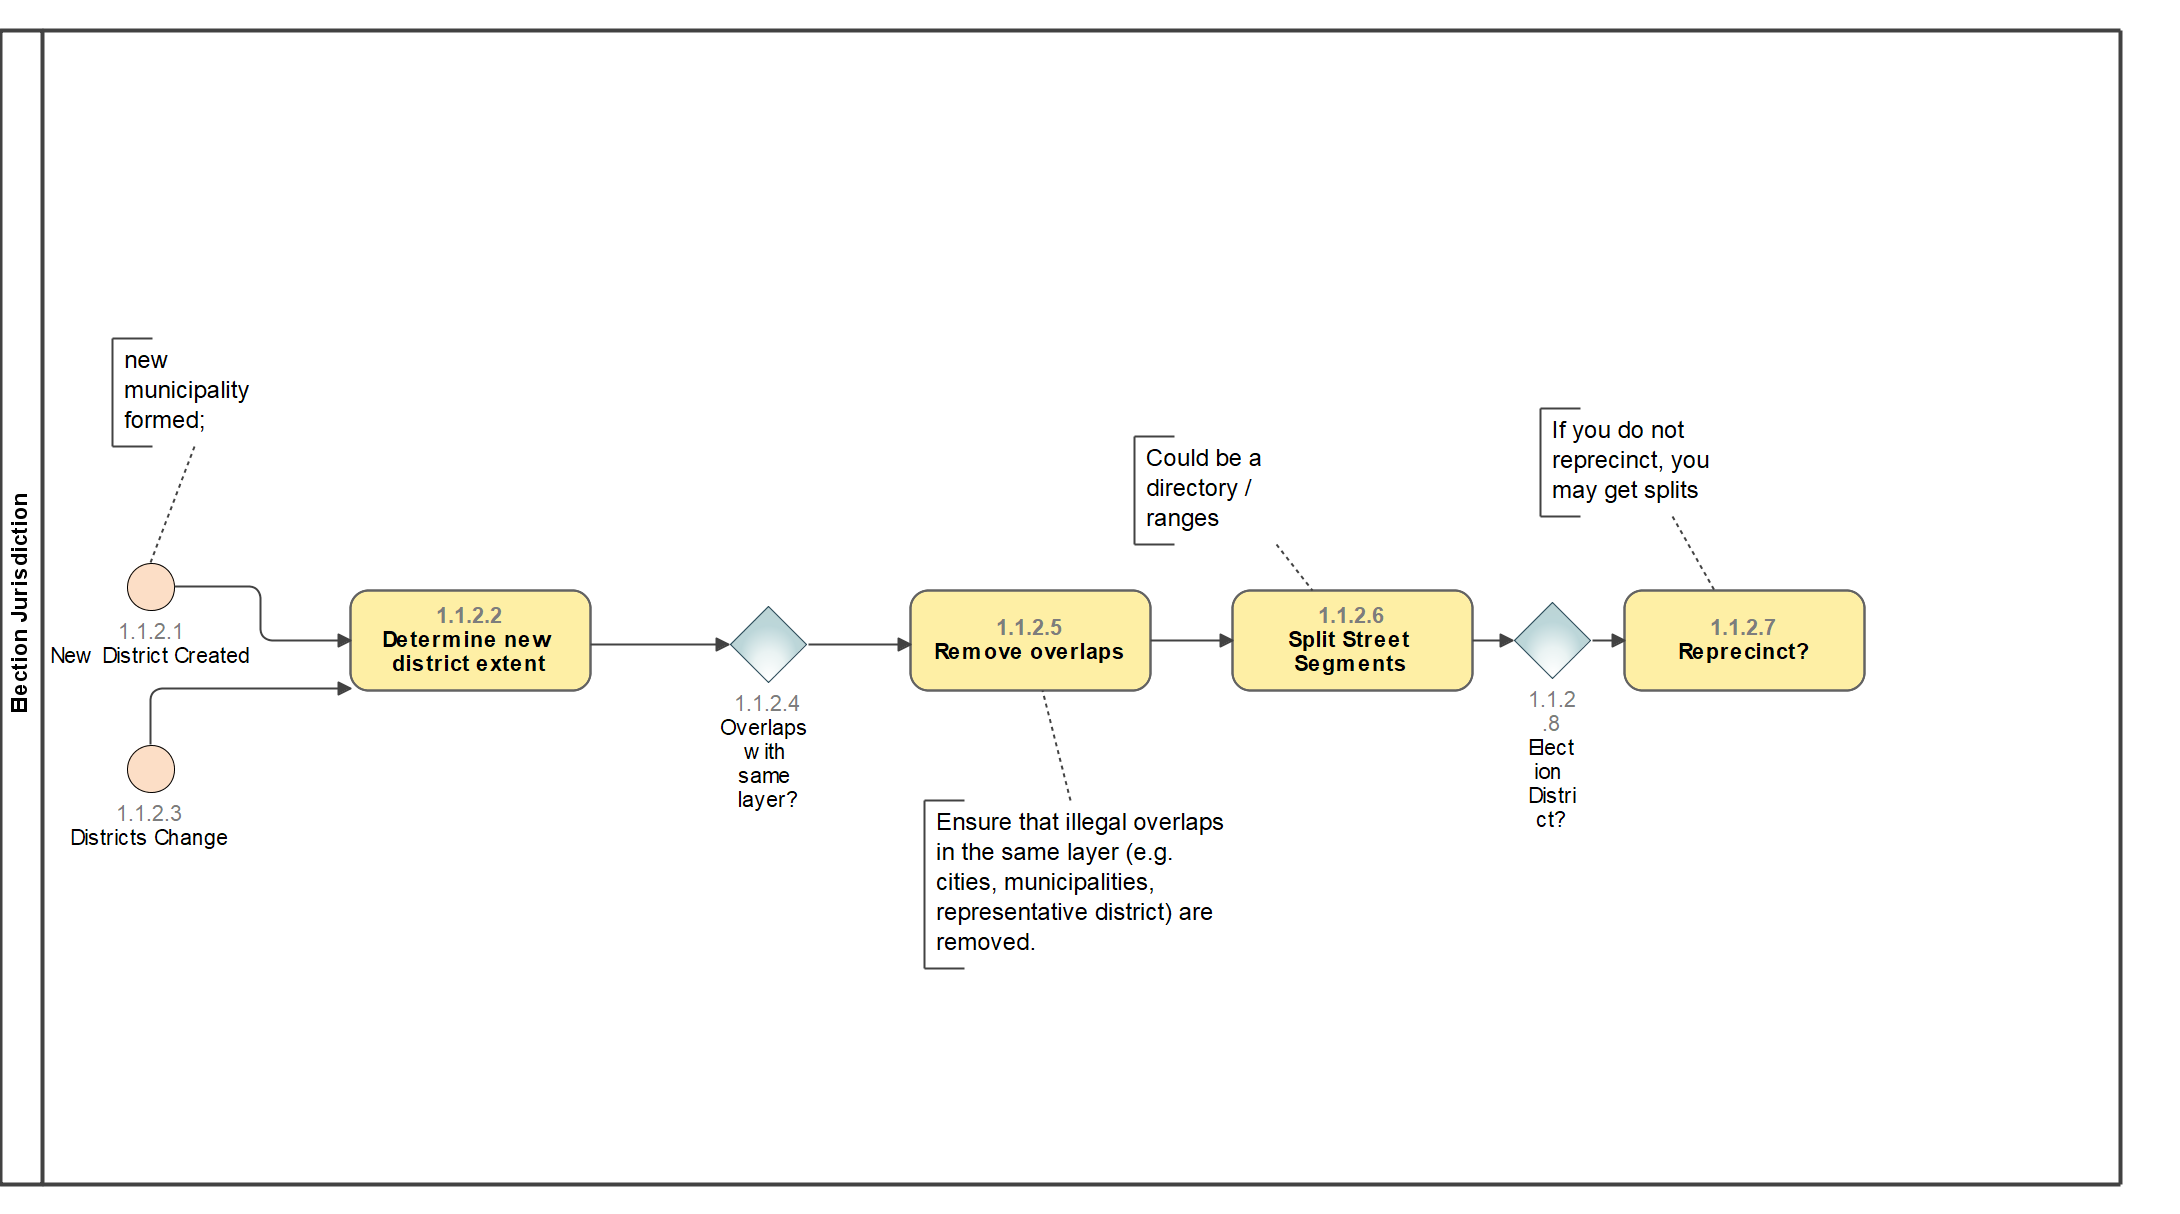 Election Jurisdiction
new
municipality
formed;
1.1.2.1
New District Created
1.1.2.3
Districts Change
1.1.2.2
Determine new
district extent
1.1.2.4
Overlaps
with
same
layer?
1.1.2.5
Remove overlaps
Ensure that illegal overlaps
in the same layer (e.g.
cities, municipalities,
representative district) are
removed.
Could be a
directory /
ranges
1.1.2.6
Split Street
Segments
1.1.2
.8
Elect
ion
Distri
ct?
If you do not
reprecinct, you
may get splits
1.1.2.7
Reprecinct?